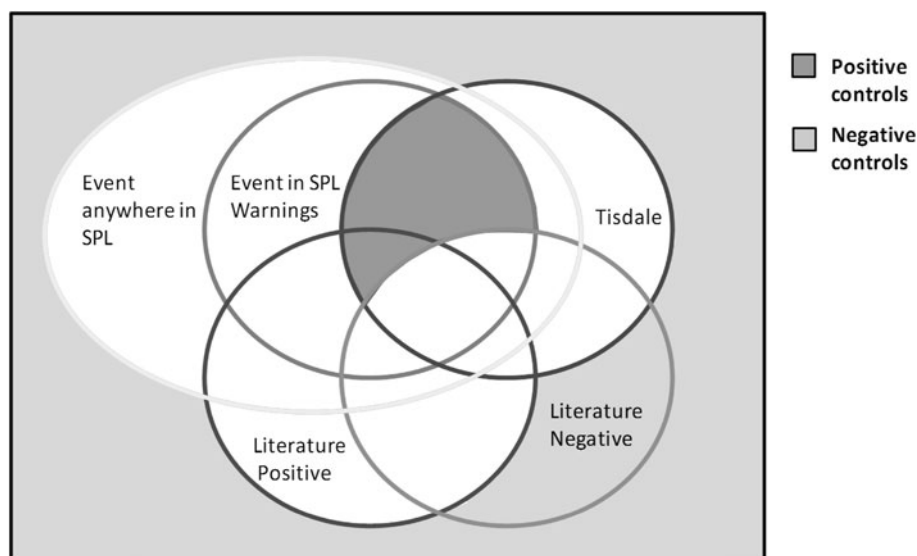 Positive
controls
Negative
controls
Event
anywhere in
SPL
Event in SPL
Warnings
Tisdale
Literature
Negative
Literature
Positive